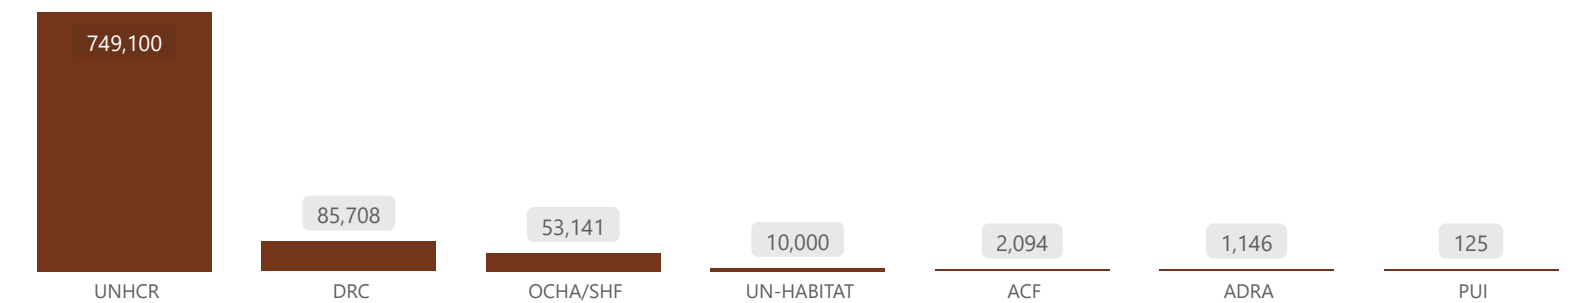 749,100
85,708
53,141
10,000
2,094
1,146
125
UNHCR
DRC
OCHA/SHF
UN-HABITAT
ACF
ADRA
PUI